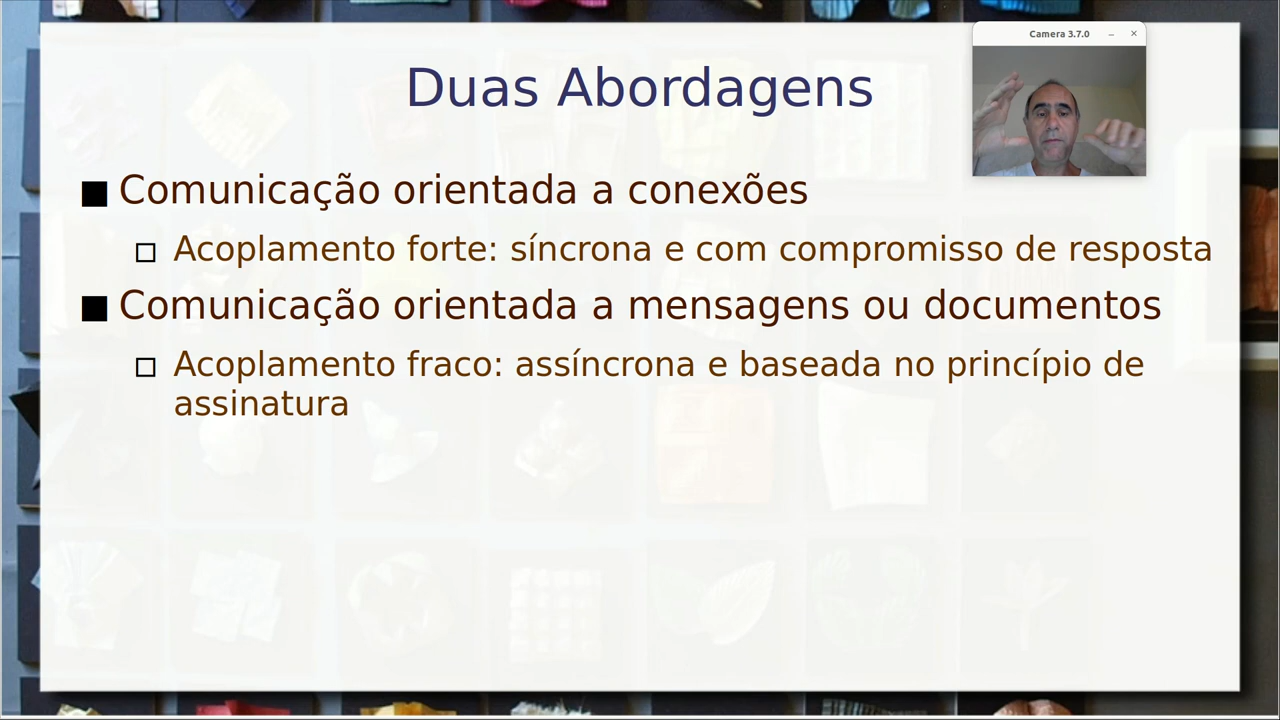 Camera 3.7.0
Duas Abordagens
Comunicação orientada a conexões
Acoplamento forte: síncrona e com compromisso de resposta
Comunicação orientada a mensagens ou documentos
Acoplamento fraco: assíncrona e baseada no princípio de
assinatura